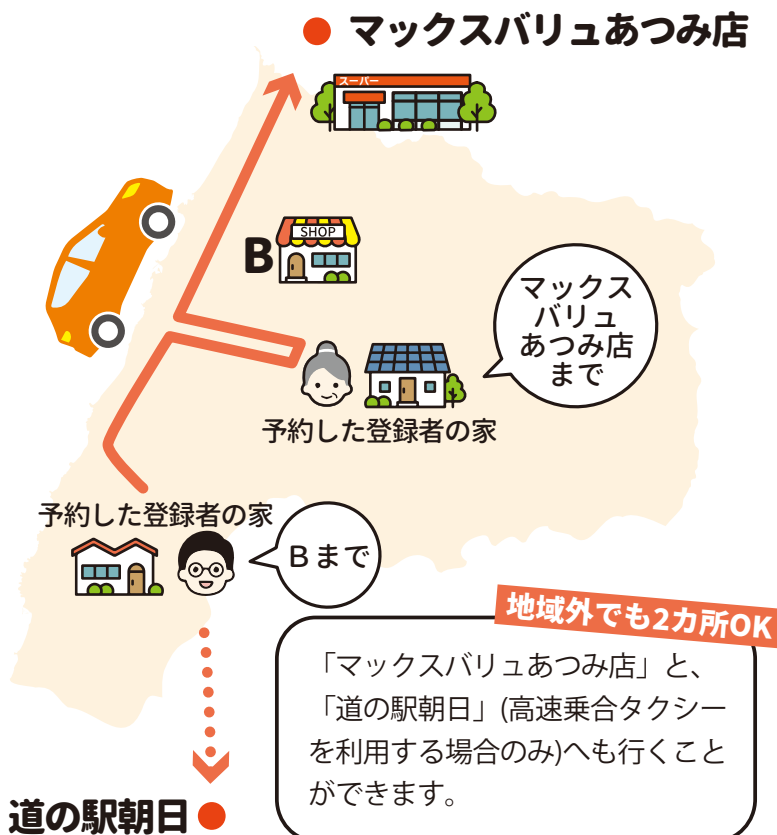 マックスバリュあつみ店
スーパー
B
SHOP
マックス
バリュ
あつみ店
まで
予約した登録者の家
予約した登録者の家
Bまで
地域外でも2カ所OK
「マックスバリュあつみ店」と、
「道の駅朝日」(高速乗合タクシー
を利用する場合のみ)へも行くこと
ができます。
道の駅朝日